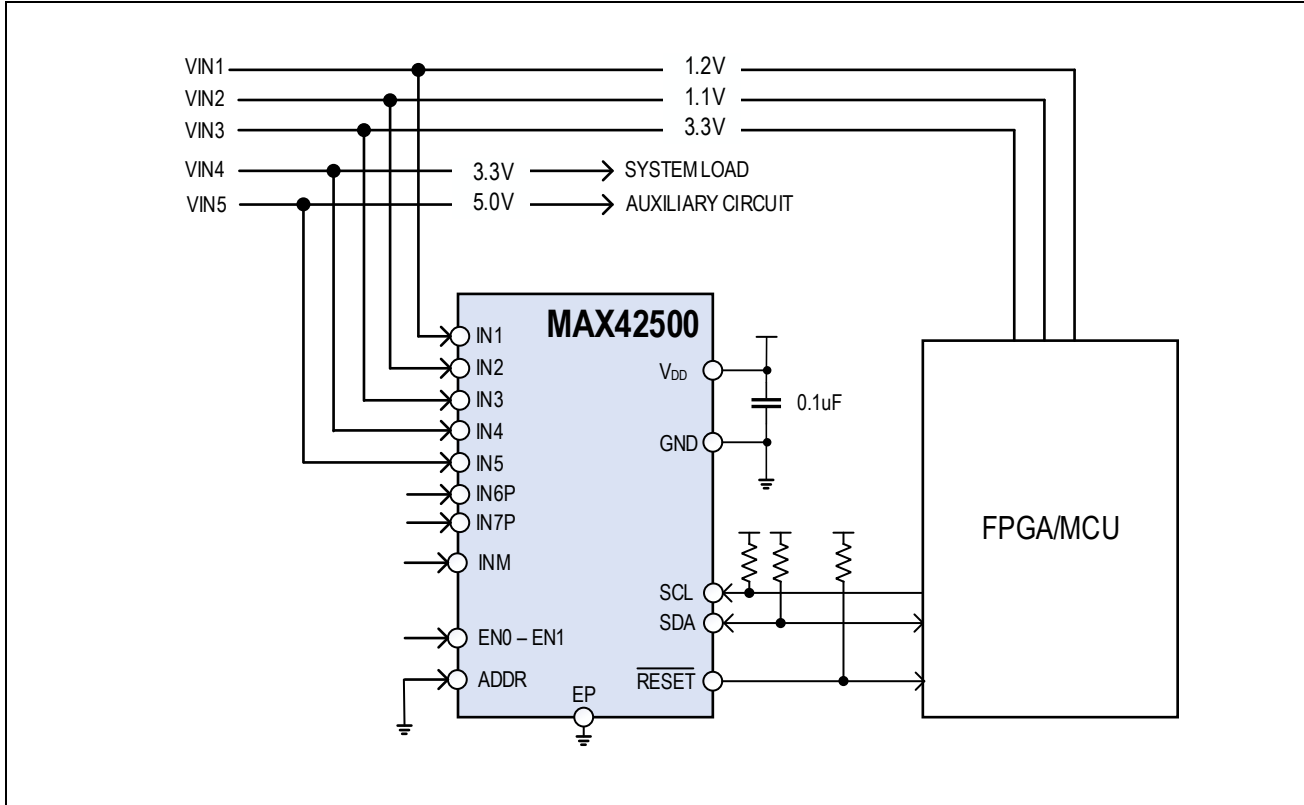 VIN1
1.2V
VIN2
1.1V
VIN3
3.3V
VIN4
3.3V
SYSTEM LOAD
VIN5
5.0V
AUXILIARY CIRCUIT
MAX42500
IN1
IN2
IN3
IN4
IN5
IN6P
IN7P
INM
EN0 – EN1
ADDR
EP
VDD
GND
0.1uF
SCL
SDA
RESET
FPGA/MCU